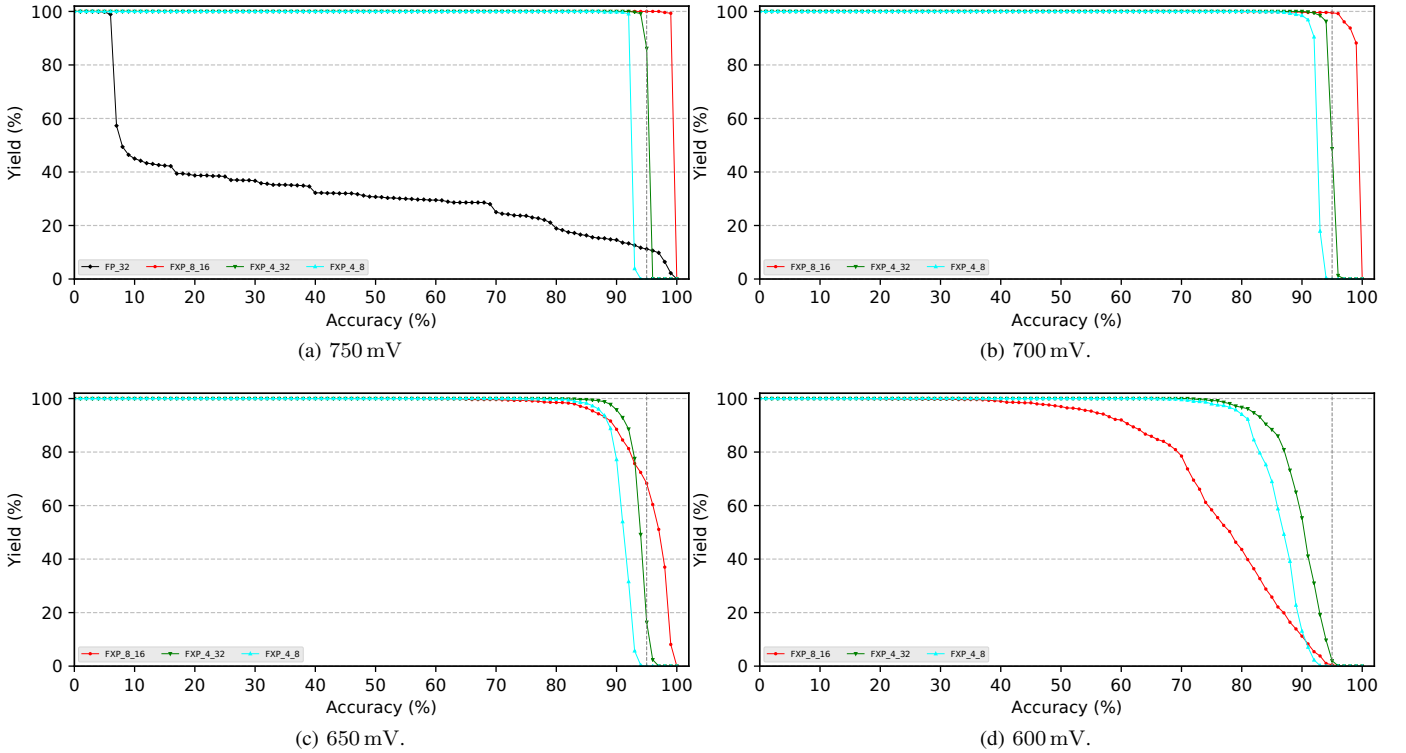 Yield (%)
100
80
60
40
20
0
FP_32 FXP_8_16 FXP_4_32 FXP_4_8
0 10 20 30 40 50 60 70 80 90 100
Accuracy (%)
(a) 750 mV
Yield (%)
100
80
60
40
20
0
FXP_8_16 FXP_4_32 FXP_4_8
0 10 20 30 40 50 60 70 80 90 100
Accuracy (%)
(b) 700 mV.
Yield (%)
100
80
60
40
20
0
FXP_8_16 FXP_4_32 FXP_4_8
0 10 20 30 40 50 60 70 80 90 100
Accuracy (%)
(c) 650 mV.
Yield (%)
100
80
60
40
20
0
FXP_8_16 FXP_4_32 FXP_4_8
0 10 20 30 40 50 60 70 80 90 100
Accuracy (%)
(d) 600 mV.